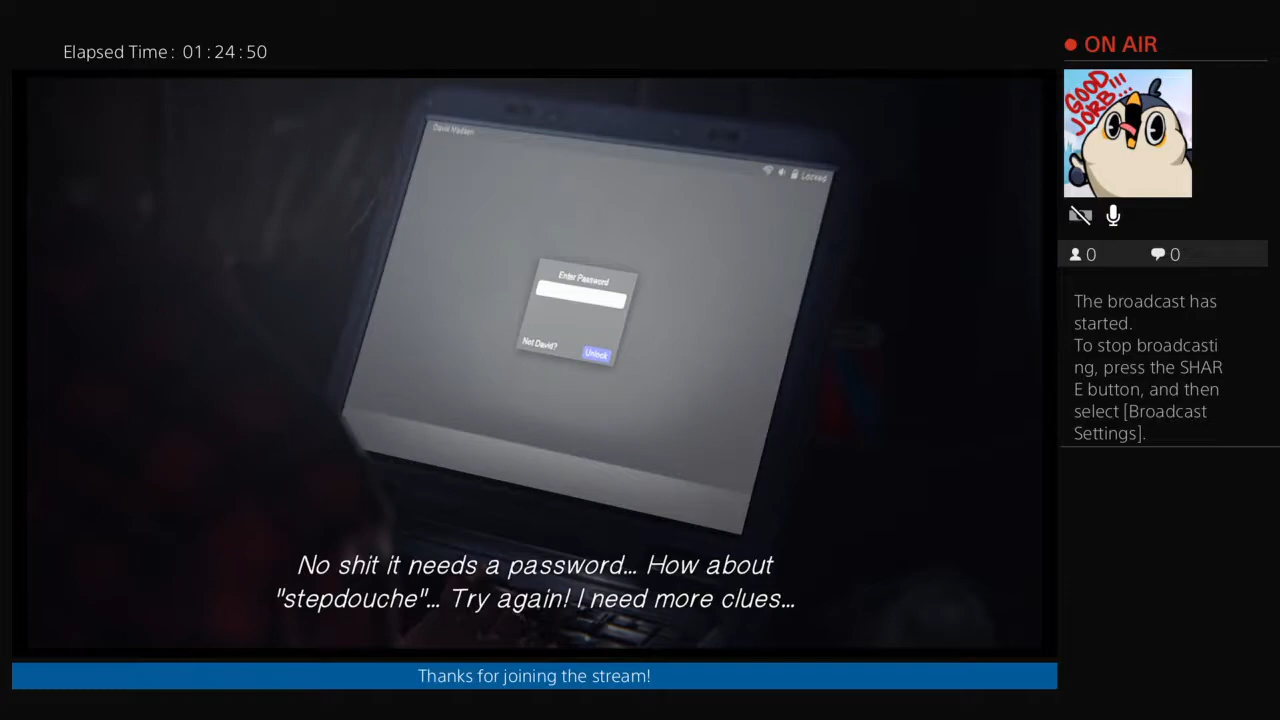 Elapsed Time: 01:24:50
ON AIR
GOOD
JORB!!!...
0
0
The broadcast has
started.
To stop broadcasti
ng, press the SHAR
E button, and then
select [Broadcast
Settings].
David Madsen
Locked
Enter Password
Not David?
Unlock
No shit it needs a password... How about
"stepdouche"... Try again! I need more clues...
Thanks for joining the stream!